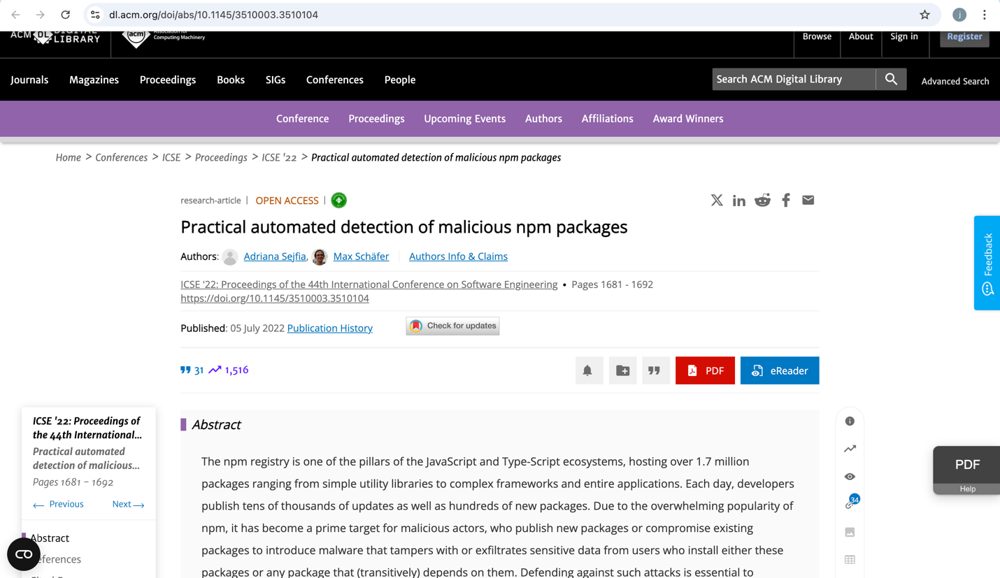 dl.acm.org/doi/abs/10.1145/3510003.3510104
j
ACM DL DIGITAL LIBRARY
acm Association for Computing Machinery
Browse
About
Sign in
Register
Journals
Magazines
Proceedings
Books
SIGs
Conferences
People
Search ACM Digital Library
Advanced Search
Conference
Proceedings
Upcoming Events
Authors
Affiliations
Award Winners
Home > Conferences > ICSE > Proceedings > ICSE '22 > Practical automated detection of malicious npm packages
research-article | OPEN ACCESS |
Practical automated detection of malicious npm packages
Authors: Adriana Sejfia, Max Schäfer Authors Info & Claims
ICSE '22: Proceedings of the 44th International Conference on Software Engineering • Pages 1681 - 1692
https://doi.org/10.1145/3510003.3510104
Published: 05 July 2022 Publication History
Check for updates
31 1,516
PDF
eReader
Feedback
ICSE '22: Proceedings of
the 44th International...
Practical automated
detection of malicious...
Pages 1681 – 1692
← Previous
Next →
Abstract
eferences
Abstract
The npm registry is one of the pillars of the JavaScript and Type-Script ecosystems, hosting over 1.7 million
packages ranging from simple utility libraries to complex frameworks and entire applications. Each day, developers
publish tens of thousands of updates as well as hundreds of new packages. Due to the overwhelming popularity of
npm, it has become a prime target for malicious actors, who publish new packages or compromise existing
packages to introduce malware that tampers with or exfiltrates sensitive data from users who install either these
packages or any package that (transitively) depends on them. Defending against such attacks is essential to
34
PDF
Help